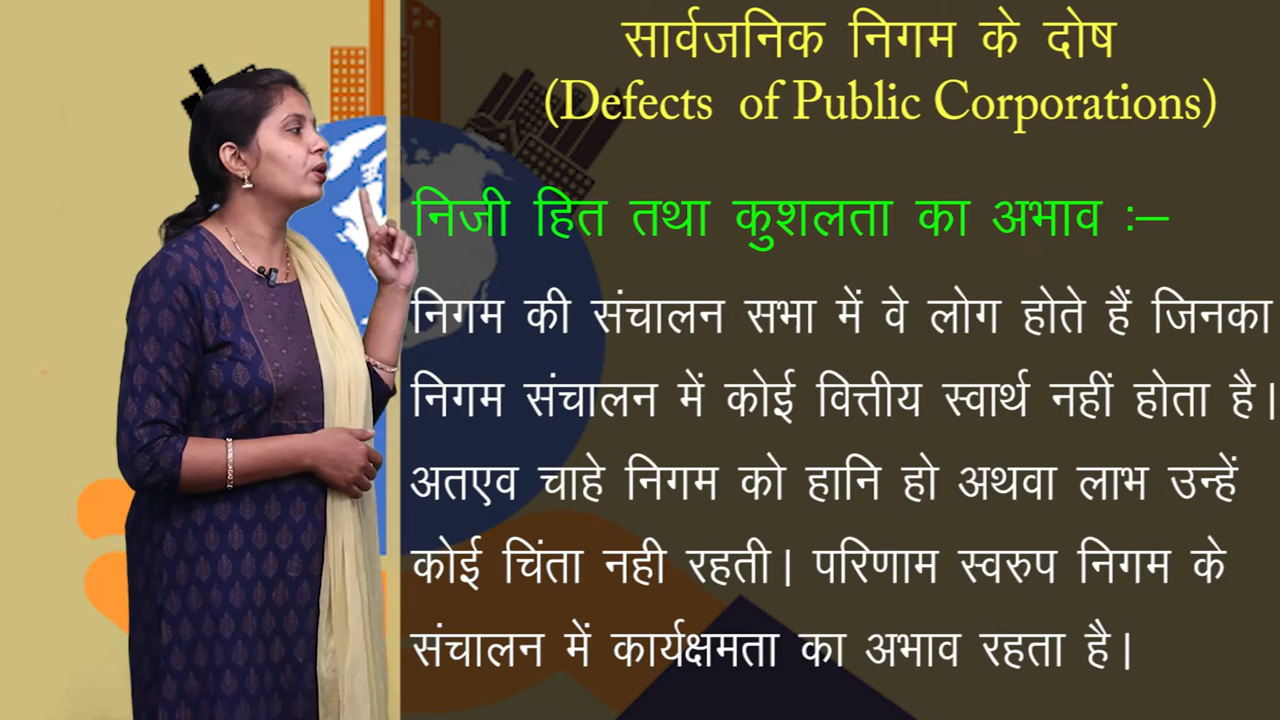 सार्वजनिक निगम के दोष
(Defects of Public Corporations)
निजी हित तथा कुशलता का अभाव :–
निगम की संचालन सभा में वे लोग होते हैं जिनका
निगम संचालन में कोई वित्तीय स्वार्थ नहीं होता है।
अतएव चाहे निगम को हानि हो अथवा लाभ उन्हें
कोई चिंता नही रहती। परिणाम स्वरुप निगम के
संचालन में कार्यक्षमता का अभाव रहता है।